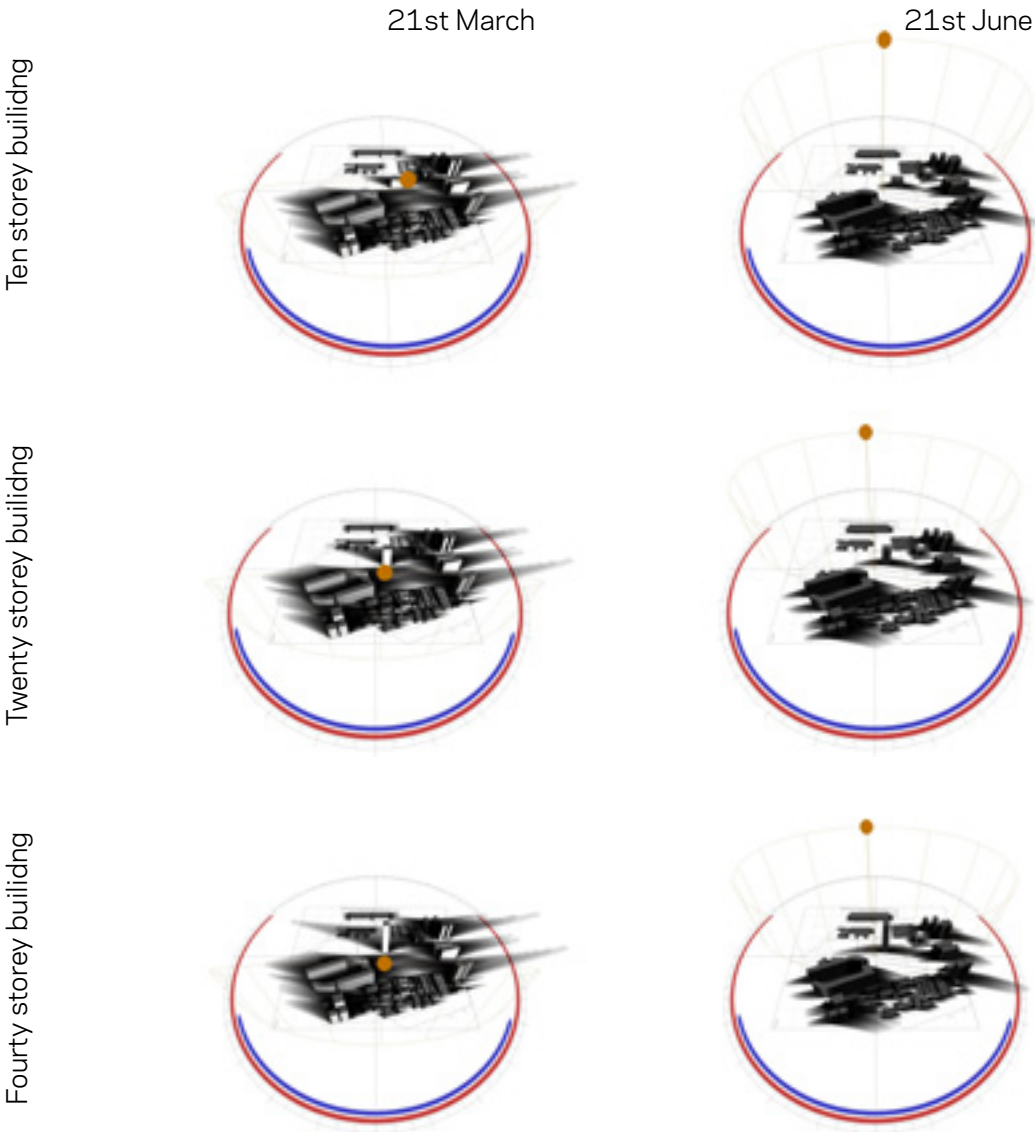 21st March
21st June
Ten storey builidng
Twenty storey builidng
Fourty storey builidng